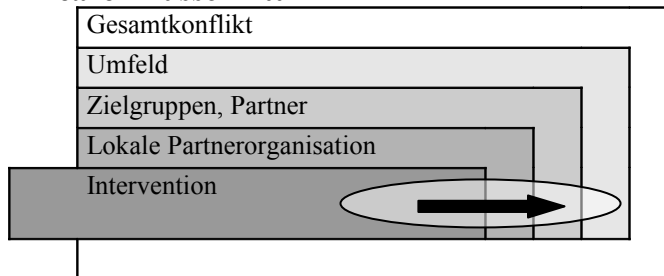 Gesamtkonflikt
Umfeld
Zielgruppen, Partner
Lokale Partnerorganisation
Intervention